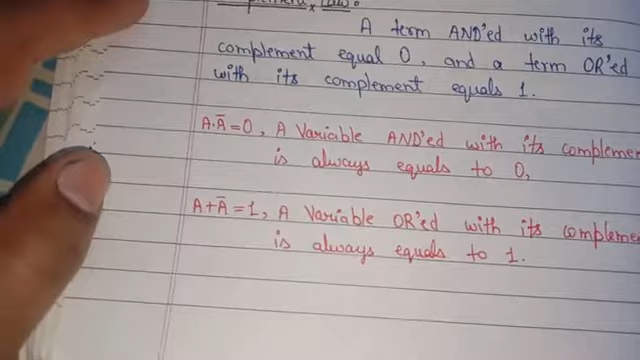 Law:
A term AND'ed with its
complement equal 0, and a term OR'ed
with its complement equals 1.
A.Ā=0, A Variable AND'ed with its complemen
is always equals to 0,
A+Ā=1, A Variable OR'ed with its complemen
is always equals to 1.